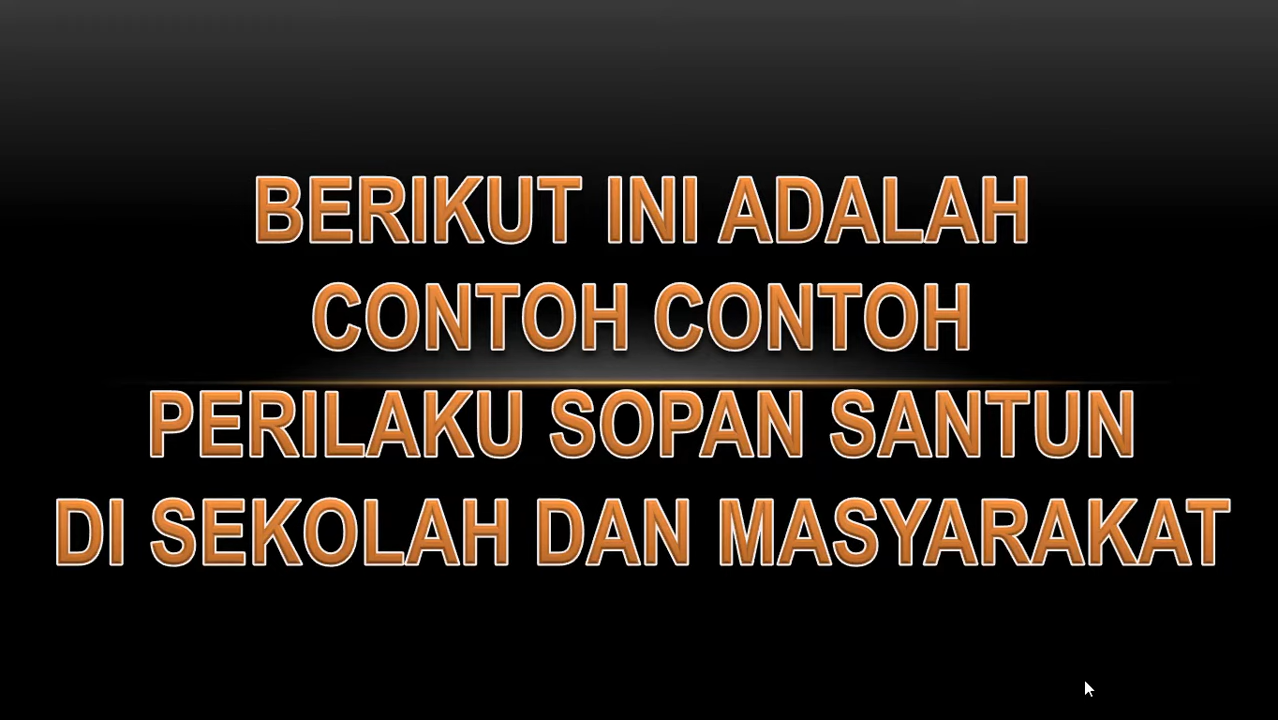 BERIKUT INI ADALAH
CONTOH CONTOH
PERILAKU SOPAN SANTUN
DI SEKOLAH DAN MASYARAKAT